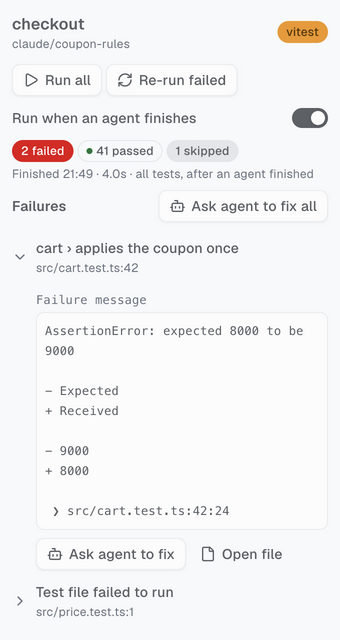 checkout
vitest
claude/coupon-rules
Run all
Re-run failed
Run when an agent finishes
2 failed
41 passed
1 skipped
Finished 21:49 · 4.0s · all tests, after an agent finished
Failures
Ask agent to fix all
cart › applies the coupon once
src/cart.test.ts:42
Failure message
AssertionError: expected 8000 to be
9000
- Expected
+ Received
- 9000
+ 8000
❯ src/cart.test.ts:42:24
Ask agent to fix
Open file
Test file failed to run
src/price.test.ts:1